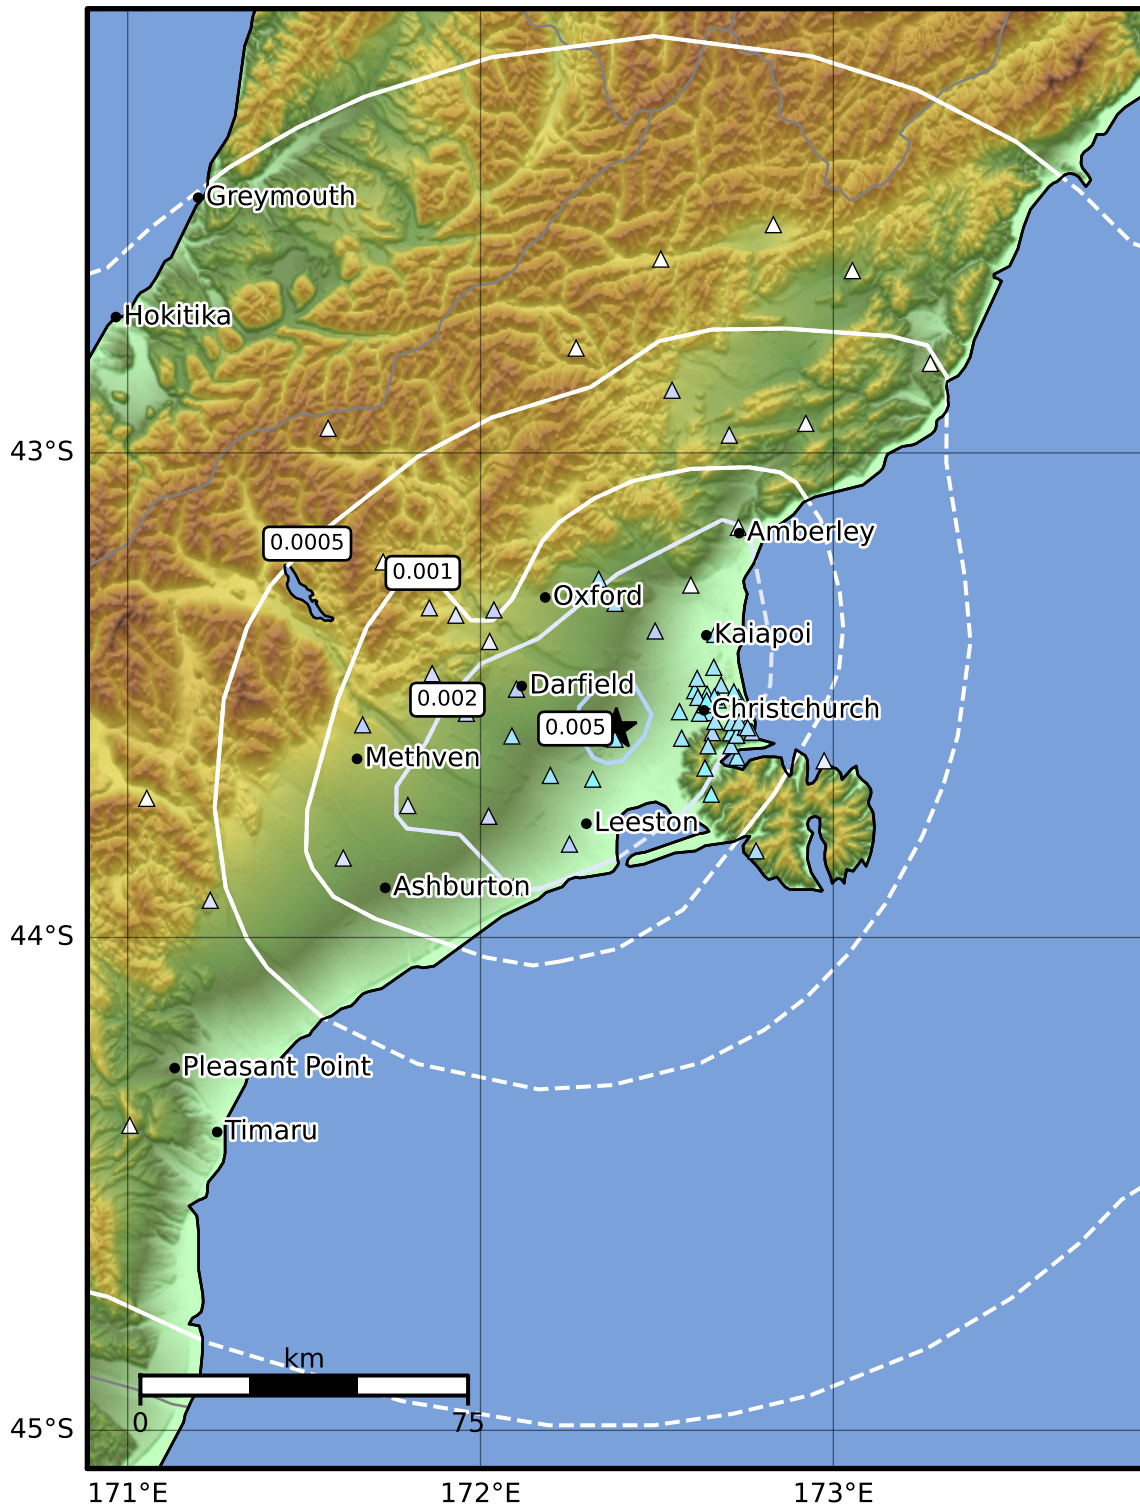 Greymouth
Hokitika
43°S
0.0005
Amberley
0.001
Oxford
Kaiapoi
Darfield
0.002
Christchurch
0.005
Methven
Leeston
Ashburton
44°S
Pleasant Point
Timaru
km
0
75
45°S
171°E
172°E
173°E